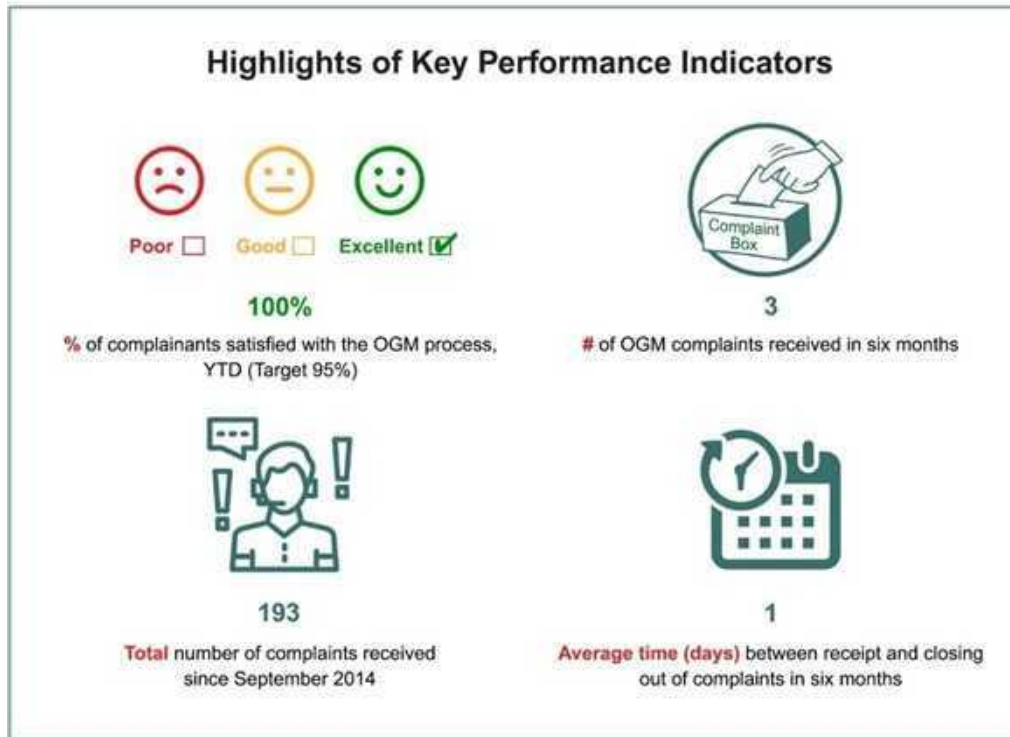 Highlights of Key Performance Indicators
Poor
Good
Excellent
100%
% of complainants satisfied with the OGM process,
YTD (Target 95%)
Complaint
Box
3
# of OGM complaints received in six months
193
Total number of complaints received
since September 2014
1
Average time (days) between receipt and closing
out of complaints in six months